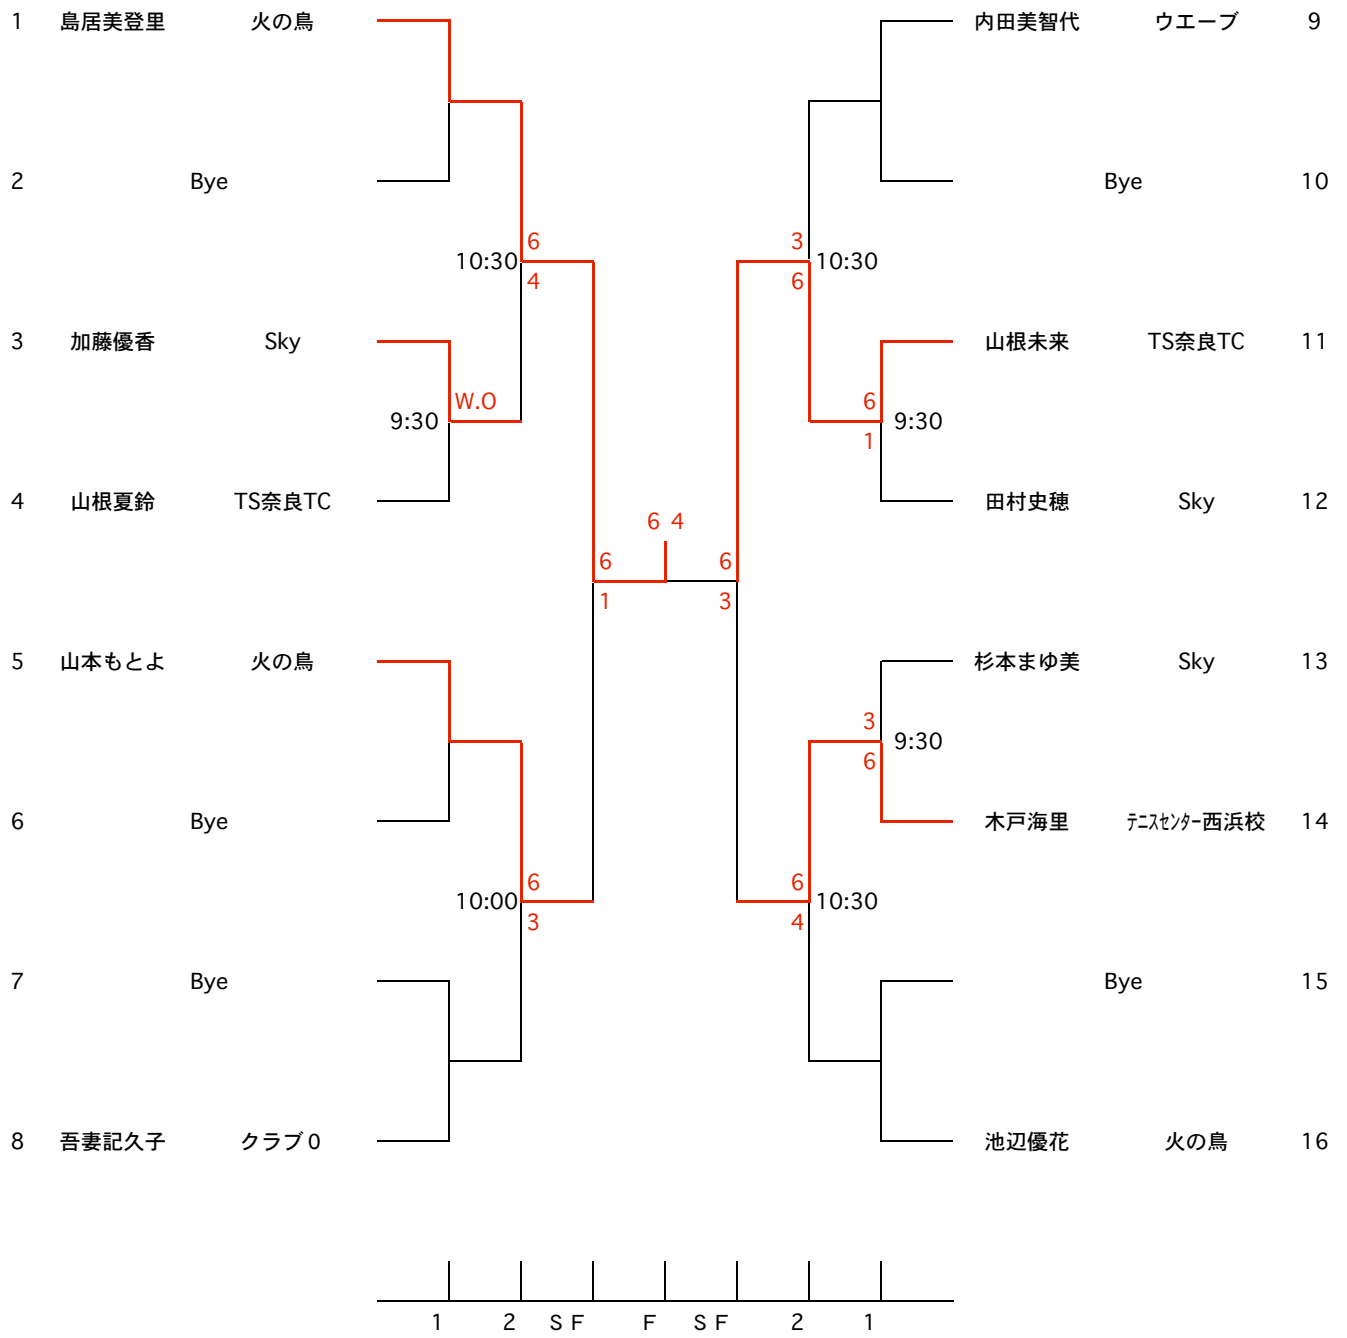 1 島居美登里 火の鳥 内田美智代 ウエーブ 9
2 Bye Bye 10
6 3
10:30 10:30
4 6
3 加藤優香 Sky 山根未来 TS奈良TC 11
W.O 6
9:30 9:30
1
4 山根夏鈴 TS奈良TC 田村史穂 Sky 12
6 4
6 6
1 3
5 山本もとよ 火の鳥 杉本まゆ美 Sky 13
3
9:30
6
6 Bye 木戸海里 ﾃﾆｽｾﾝﾀｰ西浜校 14
6 6
10:00 10:30
3 4
7 Bye Bye 15
8 吾妻記久子 クラブ0 池辺優花 火の鳥 16
1 2 S F F S F 2 1